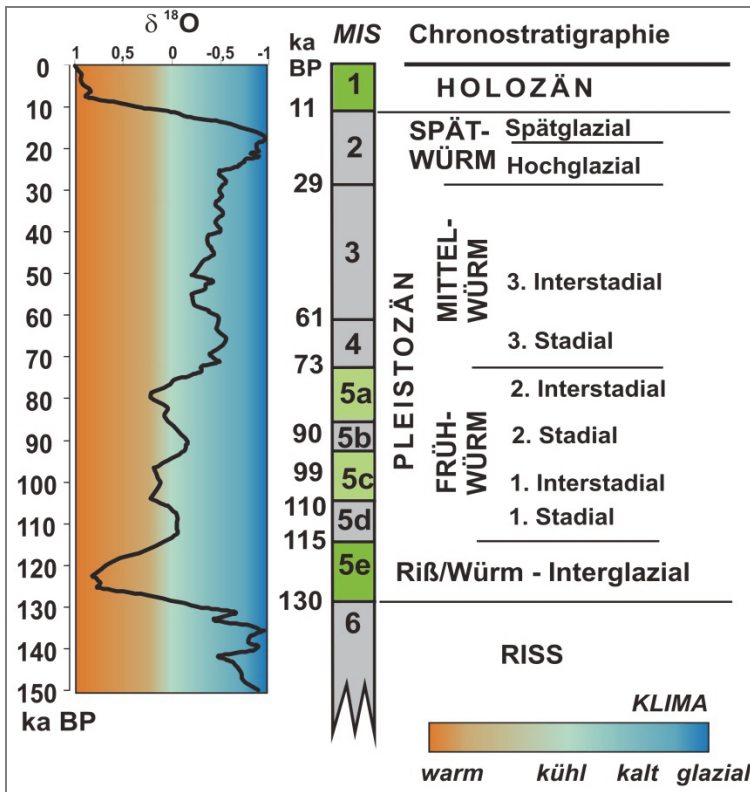 δ 18O
1 0,5 0 -0,5 -1
0
10
20
30
40
50
60
70
80
90
100
110
120
130
140
150
ka BP
ka
BP
11
29
61
73
90
99
110
115
130
MIS
1
2
3
4
5a
5b
5c
5d
5e
6
Chronostratigraphie
HOLOZÄN
PLEISTOZÄN
SPÄT-
WÜRM
Spätglazial
Hochglazial
MITTEL-
WÜRM
3. Interstadial
3. Stadial
FRÜH-
WÜRM
2. Interstadial
2. Stadial
1. Interstadial
1. Stadial
Riß/Würm - Interglazial
RISS
KLIMA
warm kühl kalt glazial